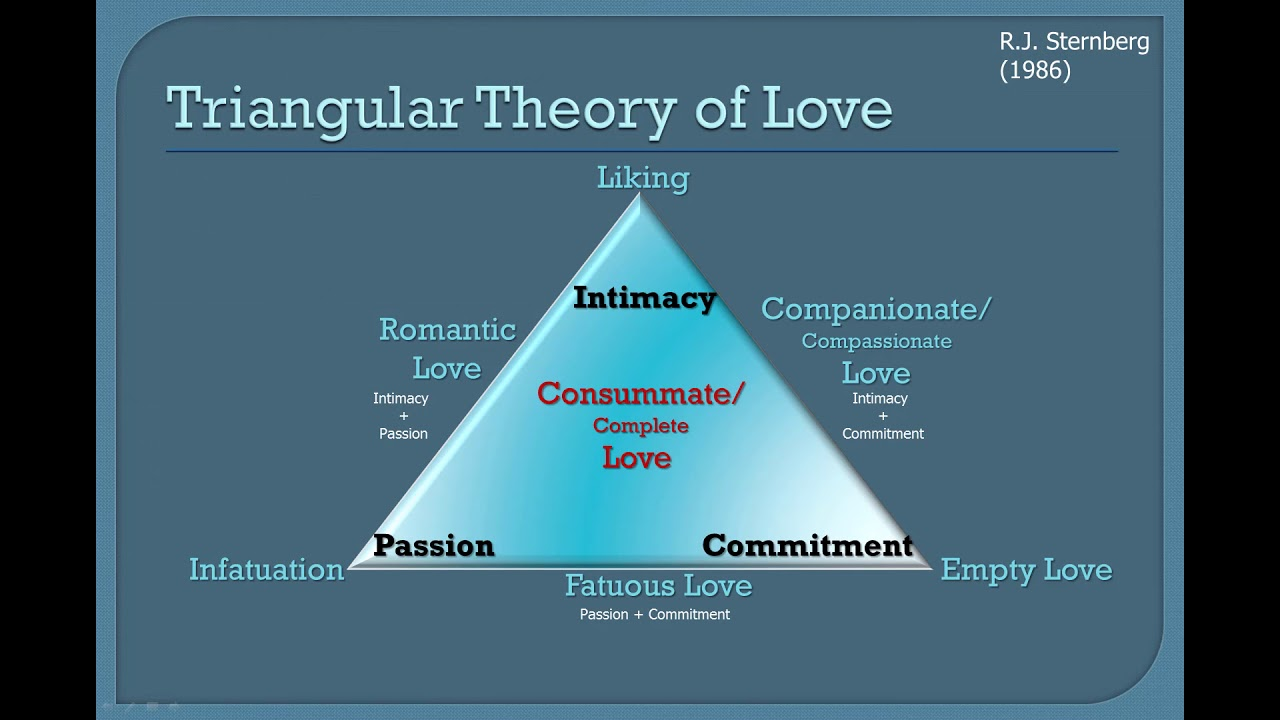 R.J. Sternberg
(1986)
Triangular Theory of Love
Liking
Intimacy
Romantic
Love
Intimacy
+
Passion
Companionate/
Compassionate
Love
Intimacy
+
Commitment
Consummate/
Complete
Love
Passion
Commitment
Infatuation
Empty Love
Fatuous Love
Passion + Commitment